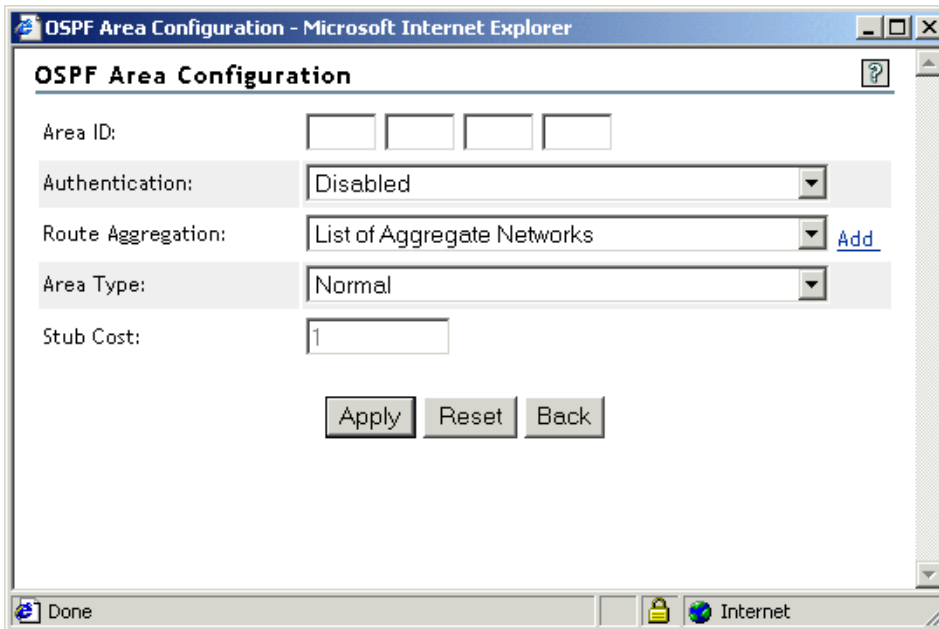 OSPF Area Configuration - Microsoft Internet Explorer
OSPF Area Configuration
?
Area ID:
Authentication: Disabled
Route Aggregation: List of Aggregate Networks Add
Area Type: Normal
Stub Cost: 1
Apply Reset Back
Done Internet